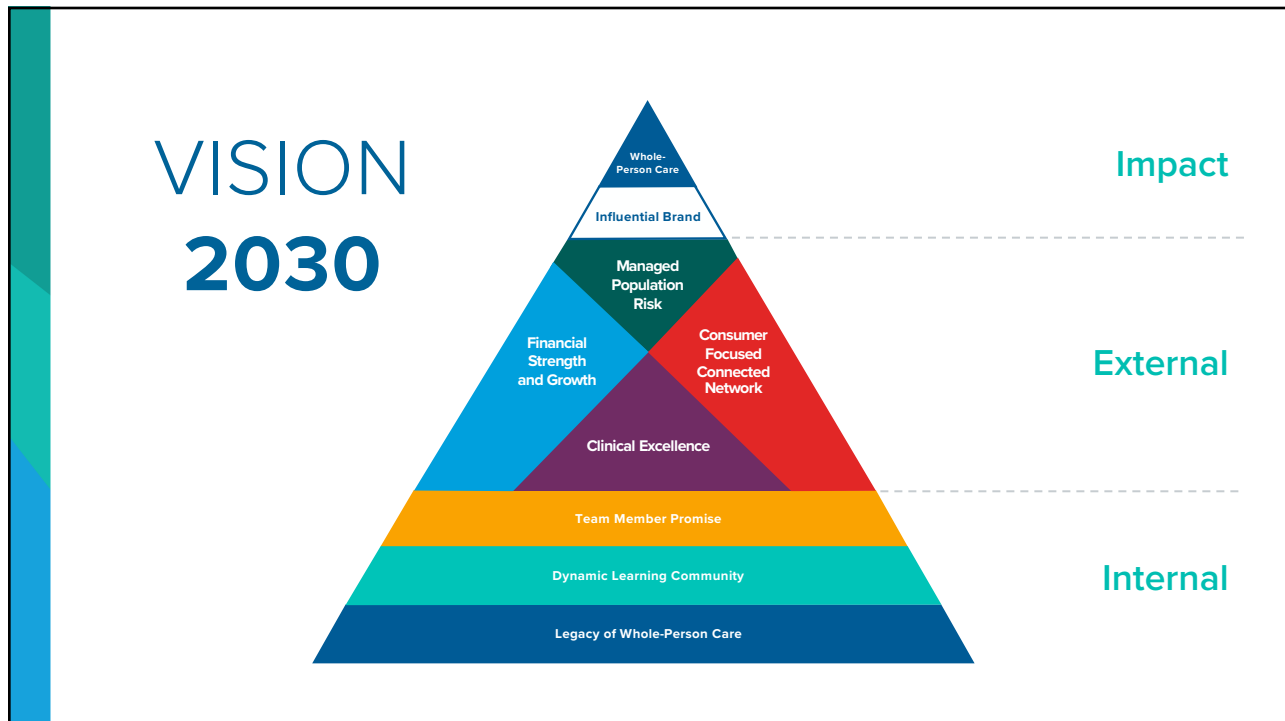 VISION
2030
Whole-
Person Care
Influential Brand
Impact
Managed
Population
Risk
Financial
Strength
and Growth
Consumer
Focused
Connected
Network
Clinical Excellence
External
Team Member Promise
Dynamic Learning Community
Legacy of Whole-Person Care
Internal